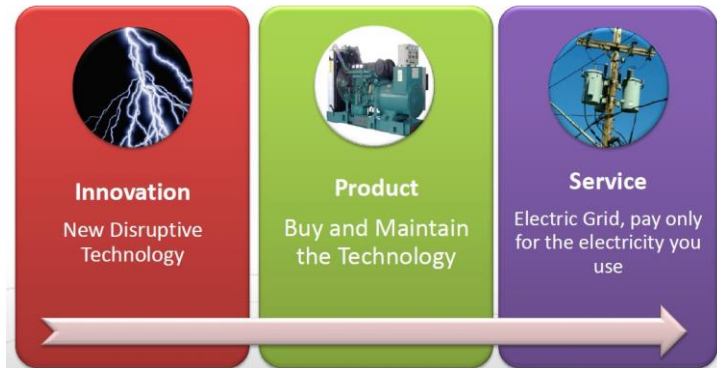 Innovation
New Disruptive
Technology
Product
Buy and Maintain
the Technology
Service
Electric Grid, pay only
for the electricity you
use